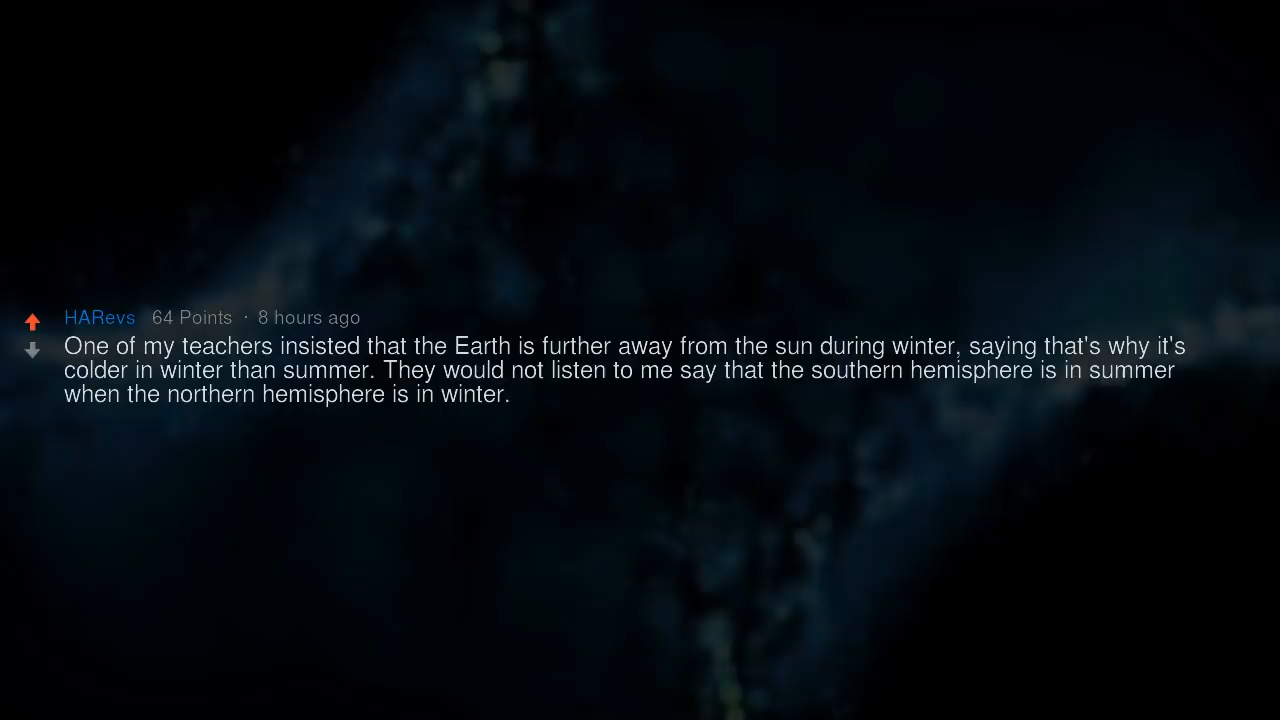 HARevs 64 Points · 8 hours ago
One of my teachers insisted that the Earth is further away from the sun during winter, saying that's why it's
colder in winter than summer. They would not listen to me say that the southern hemisphere is in summer
when the northern hemisphere is in winter.